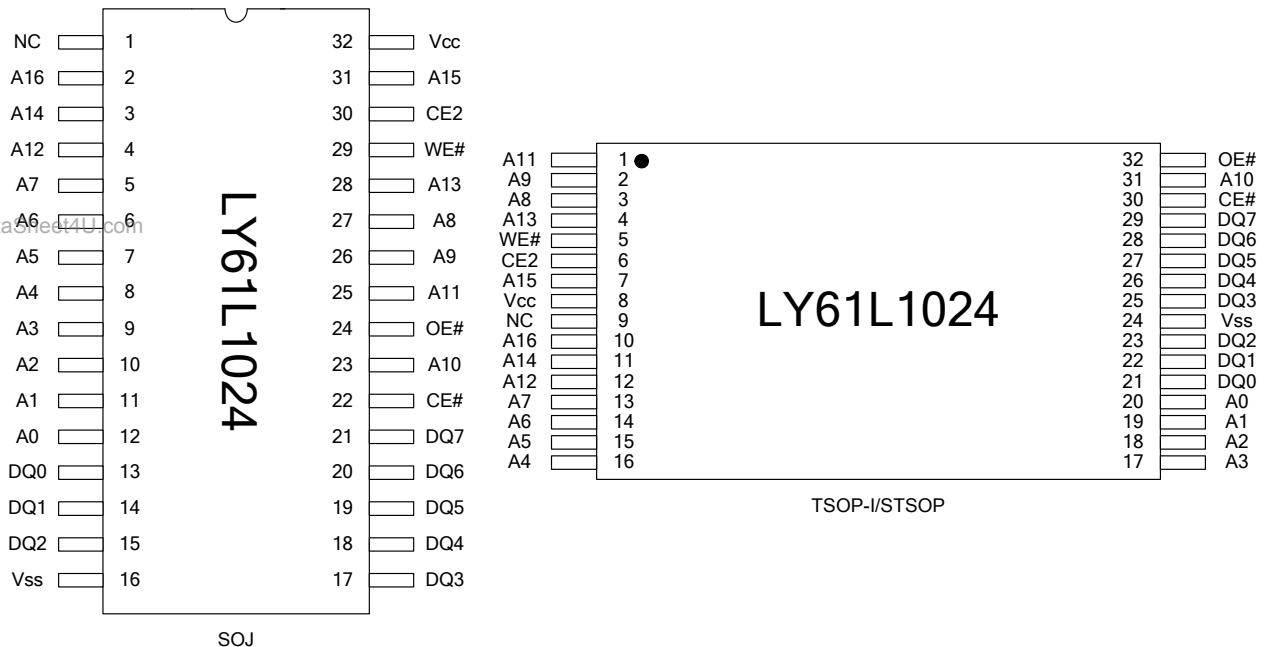 NC 1 32 Vcc
A16 2 31 A15
A14 3 30 CE2
A12 4 29 WE#
A7 5 28 A13
A6 6 27 A8
aSheet4U.com
A5 7 26 A9
A4 8 25 A11
A3 9 24 OE#
A2 10 23 A10
A1 11 22 CE#
A0 12 21 DQ7
DQ0 13 20 DQ6
DQ1 14 19 DQ5
DQ2 15 18 DQ4
Vss 16 17 DQ3
LY61L1024
SOJ
A11 1 32 OE#
A9 2 31 A10
A8 3 30 CE#
A13 4 29 DQ7
WE# 5 28 DQ6
CE2 6 27 DQ5
A15 7 26 DQ4
Vcc 8 25 DQ3
NC 9 24 Vss
A16 10 23 DQ2
A14 11 22 DQ1
A12 12 21 DQ0
A7 13 20 A0
A6 14 19 A1
A5 15 18 A2
A4 16 17 A3
LY61L1024
TSOP-I/STSOP